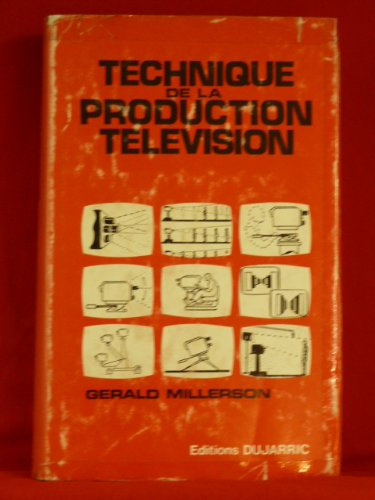 TECHNIQUE
DE LA
PRODUCTION
TELEVISION
GERALD MILLERSON
Editions DUJARRIC